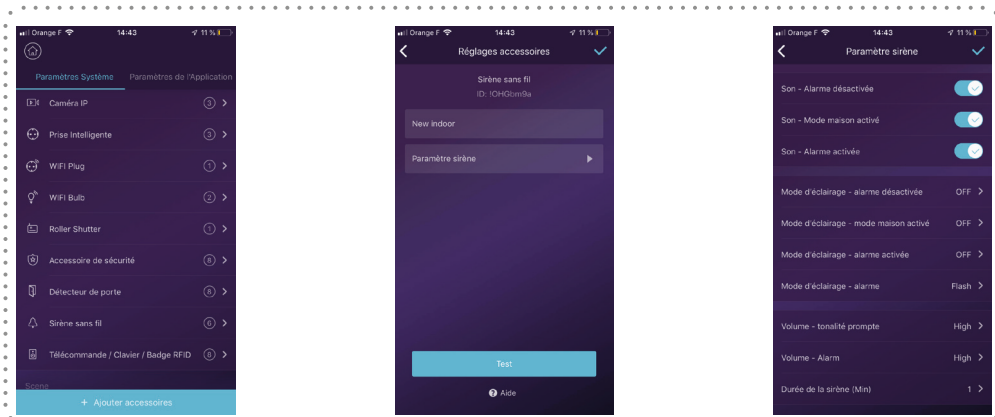 Orange F
14:43
11 %
Paramètres Système
Paramètres de l'Application
Caméra IP
3
Prise Intelligente
3
WIFI Plug
1
WIFI Bulb
2
Roller Shutter
1
Accessoire de sécurité
8
Détecteur de porte
8
Sirène sans fil
6
Télécommande / Clavier / Badge RFID
8
Scene
+ Ajouter accessoires
Orange F
14:43
11 %
Réglages accessoires
Sirène sans fil
ID: !OHGbm9a
New indoor
Paramètre sirène
Test
? Aide
Orange F
14:43
11 %
Paramètre sirène
Son - Alarme désactivée
Son - Mode maison activé
Son - Alarme activée
Mode d'éclairage - alarme désactivée OFF
Mode d'éclairage - mode maison activé OFF
Mode d'éclairage - alarme activée OFF
Mode d'éclairage - alarme Flash
Volume - tonalité prompte High
Volume - Alarm High
Durée de la sirène (Min) 1